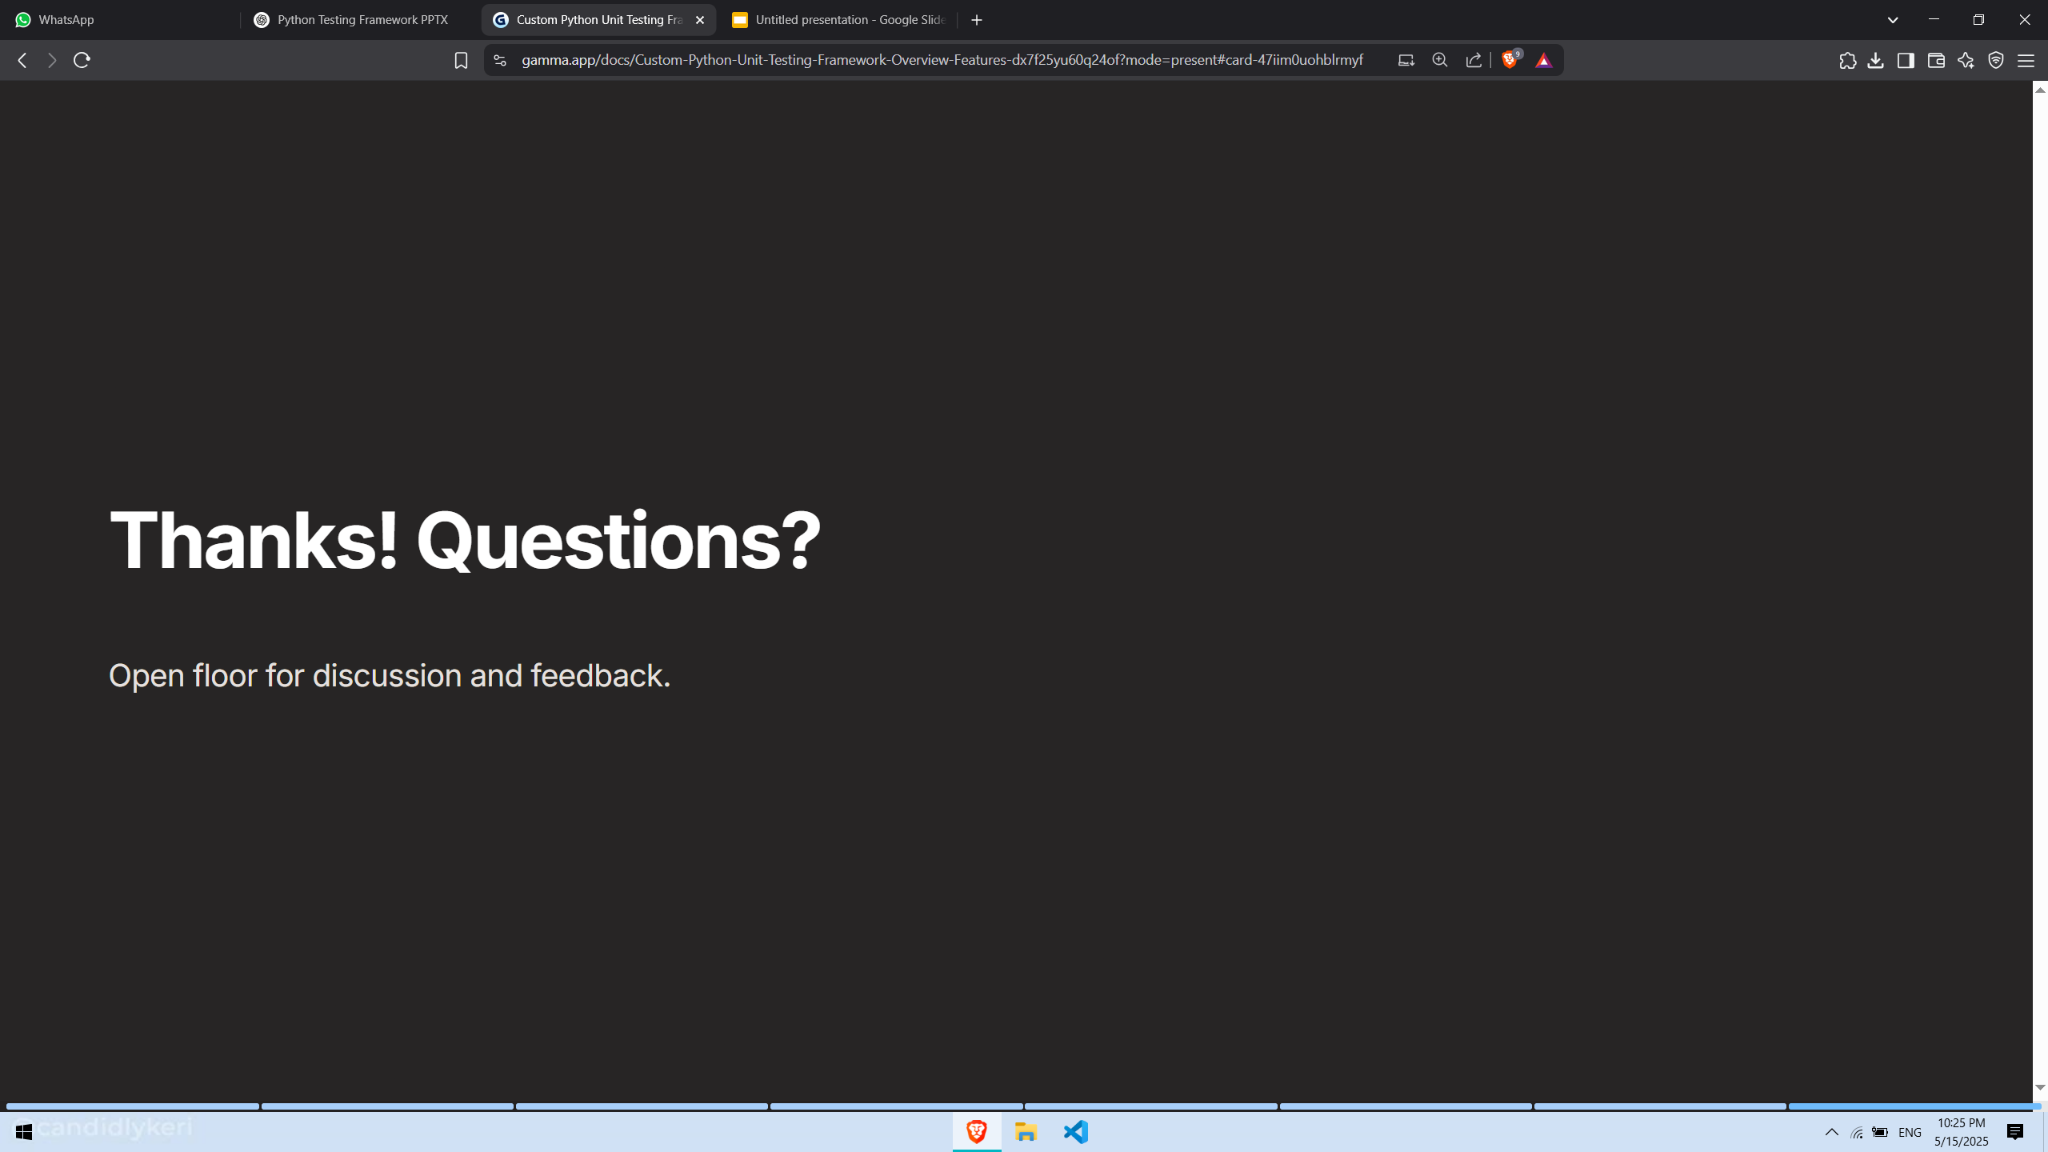 WhatsApp
Python Testing Framework PPTX
Custom Python Unit Testing Fra
Untitled presentation - Google Slide
gamma.app/docs/Custom-Python-Unit-Testing-Framework-Overview-Features-dx7f25yu60q24of?mode=present#card-47iim0uohblrmyf
9
Thanks! Questions?
Open floor for discussion and feedback.
candidlykeri
ENG
10:25 PM
5/15/2025